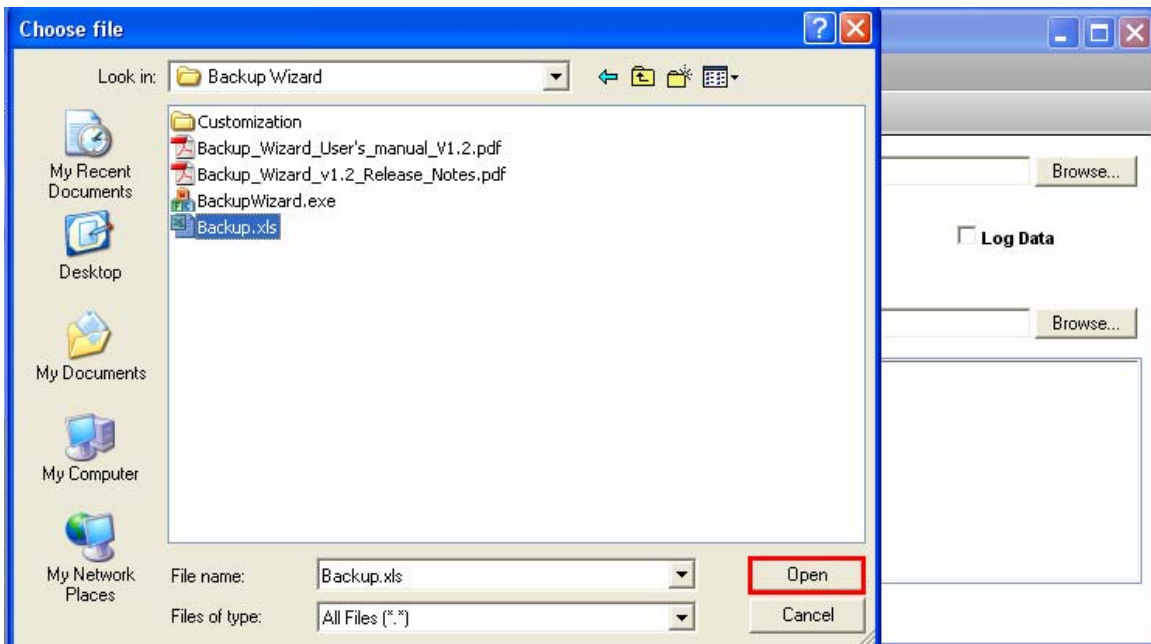 Choose file
Look in:
Backup Wizard
Customization
Backup_Wizard_User's_manual_V1.2.pdf
Backup_Wizard_v1.2_Release_Notes.pdf
BackupWizard.exe
Backup.xls
My Recent
Documents
Desktop
My Documents
My Computer
My Network
Places
File name:
Backup.xls
Open
Files of type:
All Files (*.*)
Cancel
Browse...
Log Data
Browse...